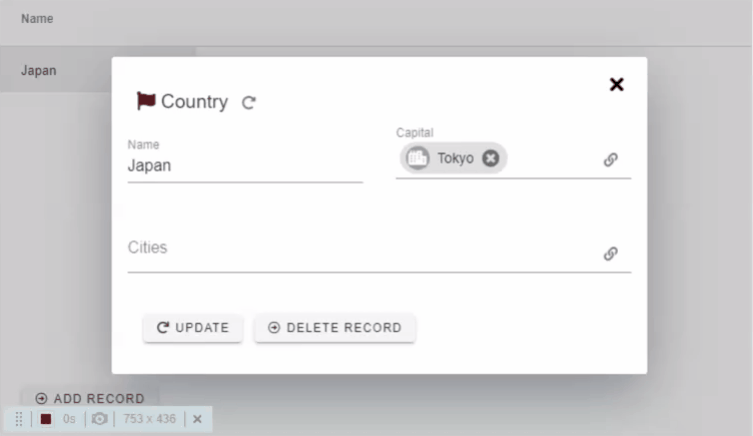 Name
Japan
Country
Name
Japan
Capital
Tokyo
Cities
UPDATE
DELETE RECORD
ADD RECORD
0s
753 x 436